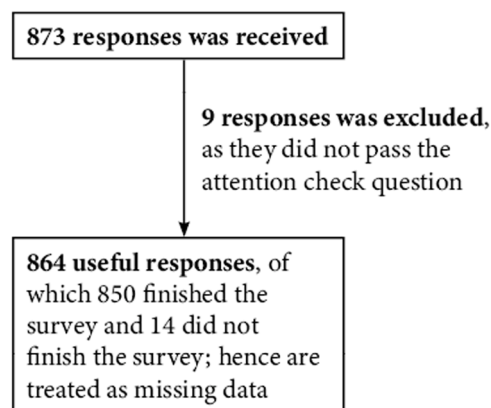 873 responses was received
9 responses was excluded,
as they did not pass the
attention check question
864 useful responses, of
which 850 finished the
survey and 14 did not
finish the survey; hence are
treated as missing data